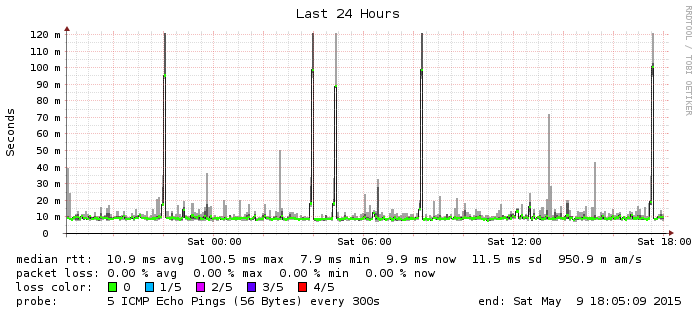 Last 24 Hours
RRDTOOL / TOBI OETIKER
Seconds
120 m
110 m
100 m
90 m
80 m
70 m
60 m
50 m
40 m
30 m
20 m
10 m
0
Sat 00:00 Sat 06:00 Sat 12:00 Sat 18:00
median rtt: 10.9 ms avg 100.5 ms max 7.9 ms min 9.9 ms now 11.5 ms sd 950.9 m am/s
packet loss: 0.00 % avg 0.00 % max 0.00 % min 0.00 % now
loss color: 0 1/5 2/5 3/5 4/5
probe: 5 ICMP Echo Pings (56 Bytes) every 300s end: Sat May 9 18:05:09 2015